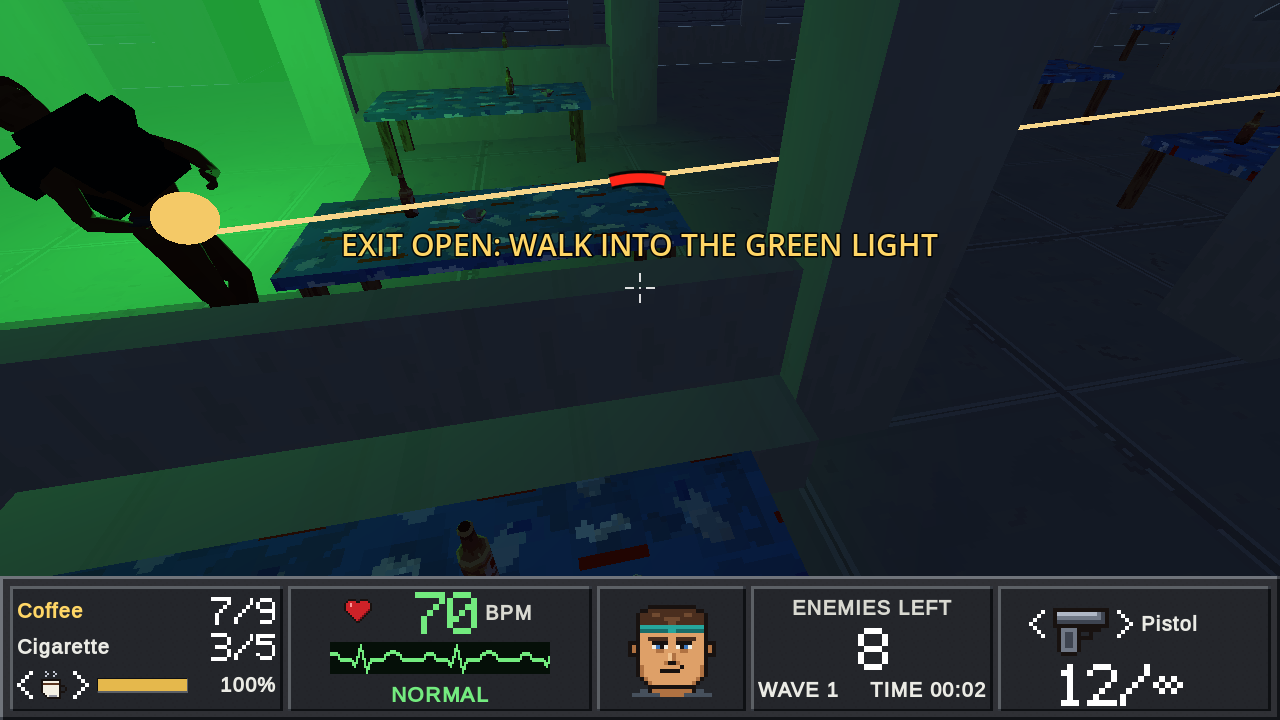 EXIT OPEN: WALK INTO THE GREEN LIGHT
Coffee 7/9
Cigarette 3/5
100%
70 BPM
NORMAL
ENEMIES LEFT
8
WAVE 1 TIME 00:02
Pistol
12/∞